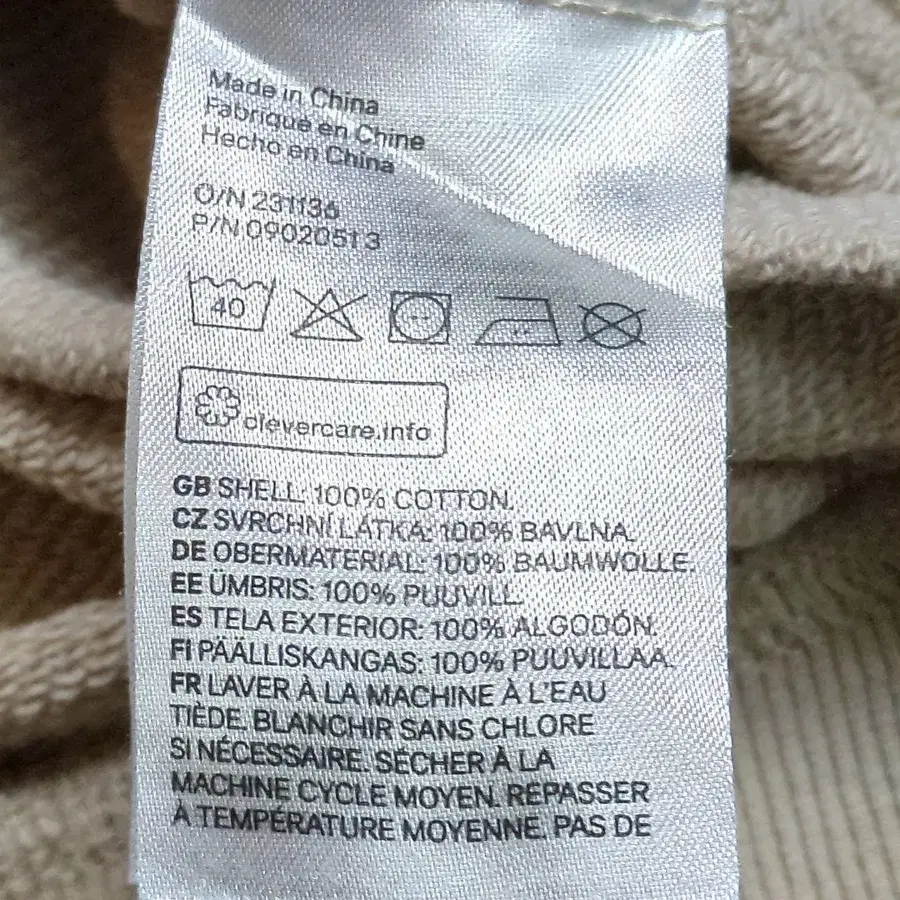 Made in China
Fabriqué en Chine
Hecho en China
O/N 231136
P/N 09020513
40
clevercare.info
GB SHELL: 100% COTTON.
CZ SVRCHNÍ LÁTKA: 100% BAVLNA.
DE OBERMATERIAL: 100% BAUMWOLLE.
EE ÜMBRIS: 100% PUUVILL.
ES TELA EXTERIOR: 100% ALGODÓN.
FI PÄÄLLISKANGAS: 100% PUUVILLAA.
FR LAVER À LA MACHINE À L'EAU
TIÈDE. BLANCHIR SANS CHLORE
SI NÉCESSAIRE. SÉCHER À LA
MACHINE CYCLE MOYEN. REPASSER
À TEMPÉRATURE MOYENNE. PAS DE